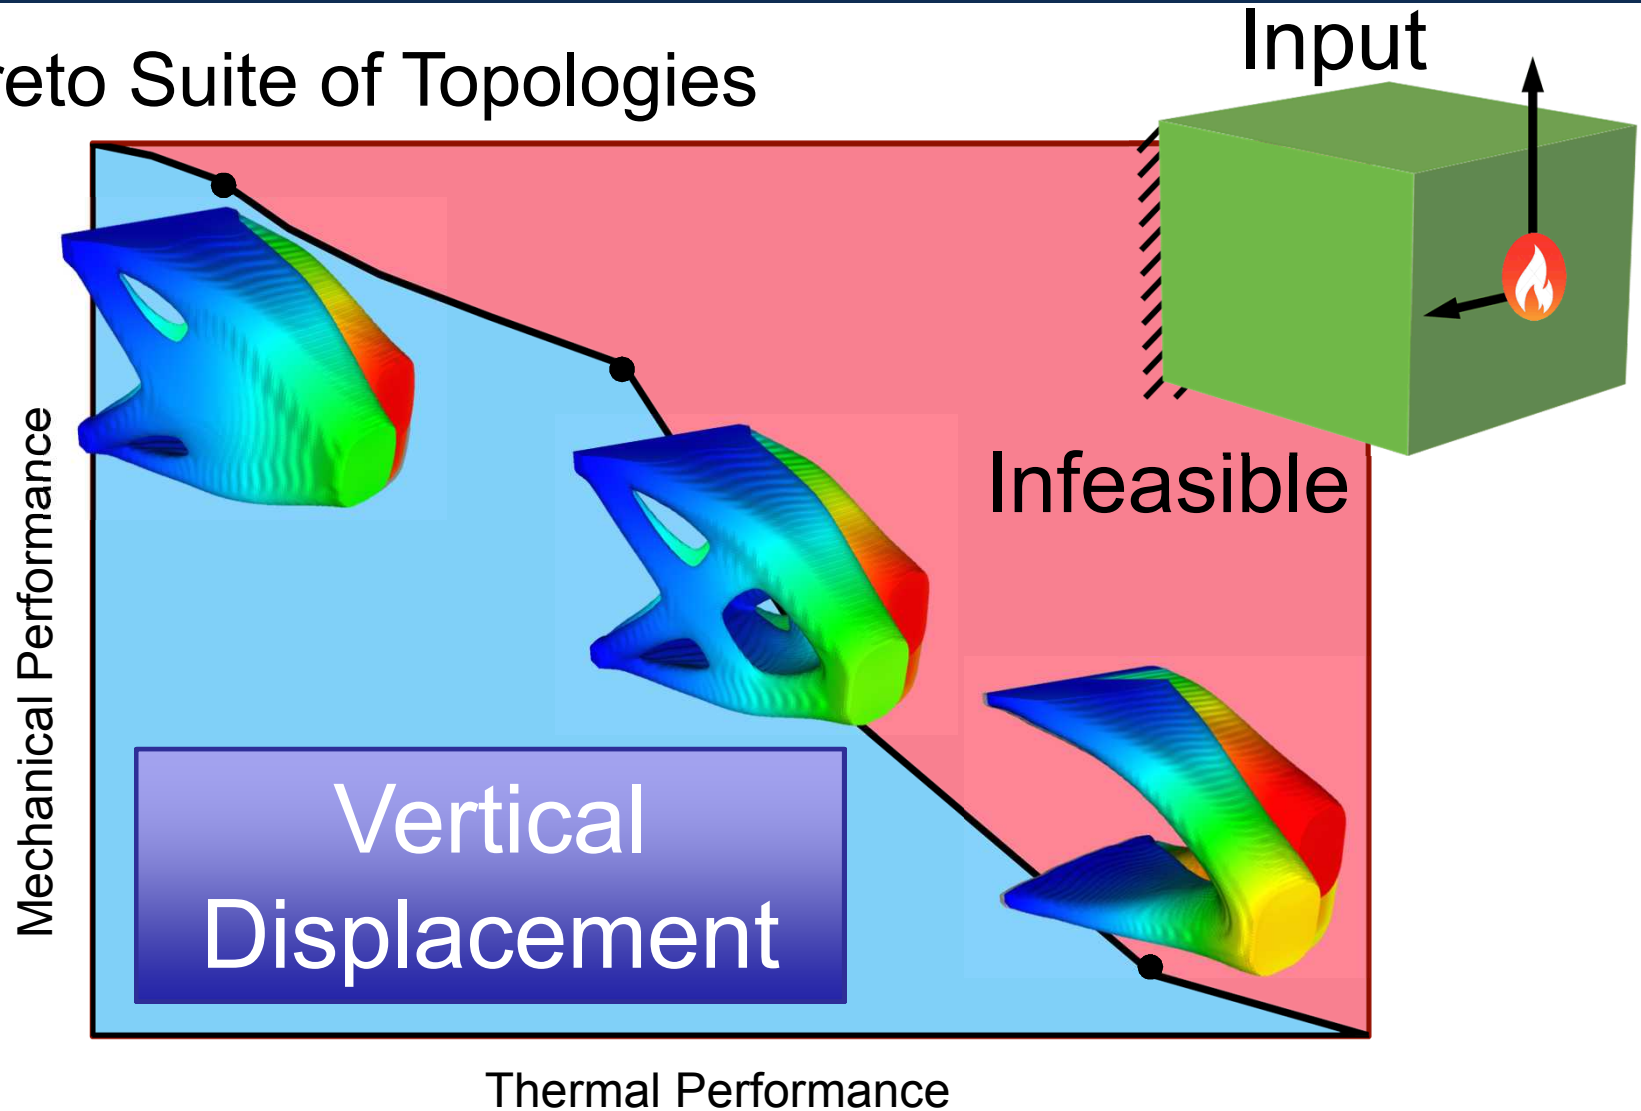 Input
reto Suite of Topologies
Infeasible
Mechanical Performance
Vertical
Displacement
Thermal Performance